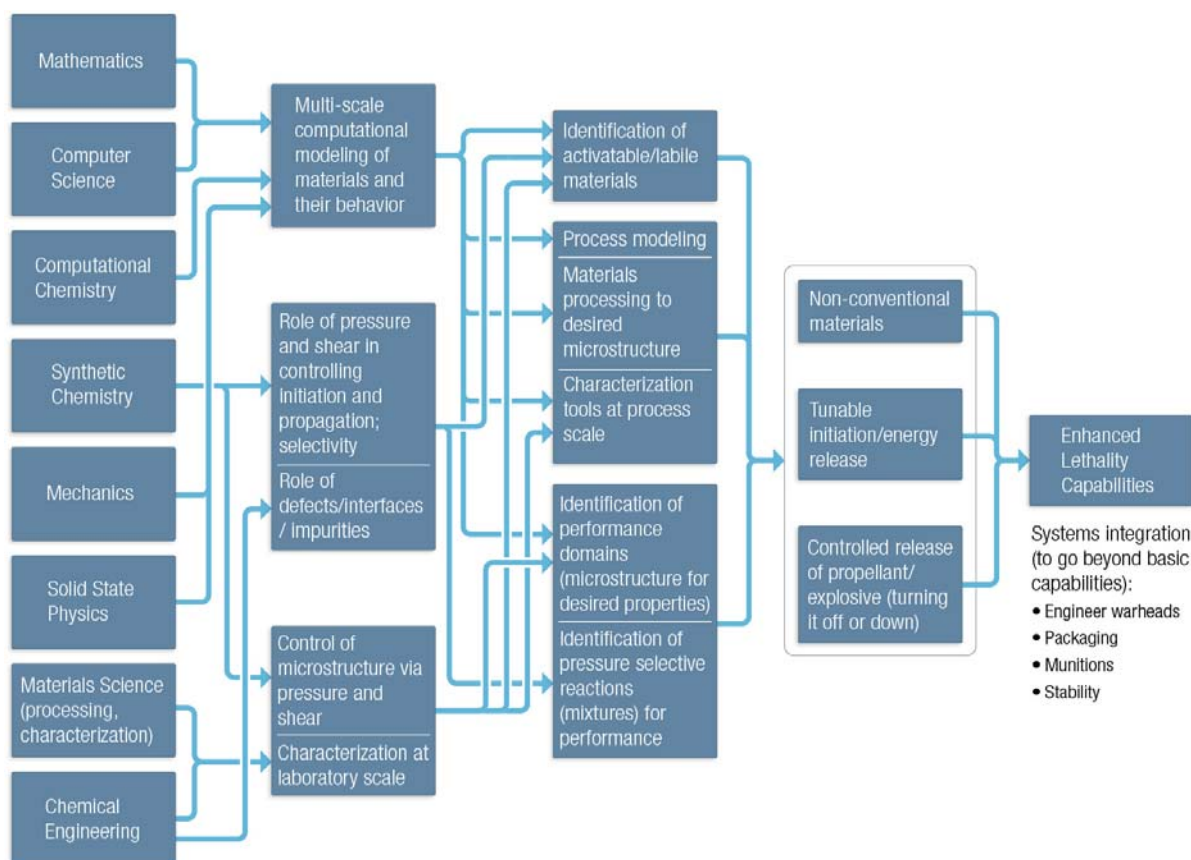 Mathematics
Computer
Science
Computational
Chemistry
Synthetic
Chemistry
Mechanics
Solid State
Physics
Materials Science
(processing,
characterization)
Chemical
Engineering
Multi-scale
computational
modeling of
materials and
their behavior
Role of pressure
and shear in
controlling
initiation and
propagation;
selectivity
Role of
defects/interfaces
/ impurities
Control of
microstructure via
pressure and
shear
Characterization at
laboratory scale
Identification of
activatable/labile
materials
Process modeling
Materials
processing to
desired
microstructure
Characterization
tools at process
scale
Identification of
performance
domains
(microstructure for
desired properties)
Identification of
pressure selective
reactions
(mixtures) for
performance
Non-conventional
materials
Tunable
initiation/energy
release
Controlled release
of propellant/
explosive (turning
it off or down)
Enhanced
Lethality
Capabilities
Systems integration
(to go beyond basic
capabilities):
• Engineer warheads
• Packaging
• Munitions
• Stability